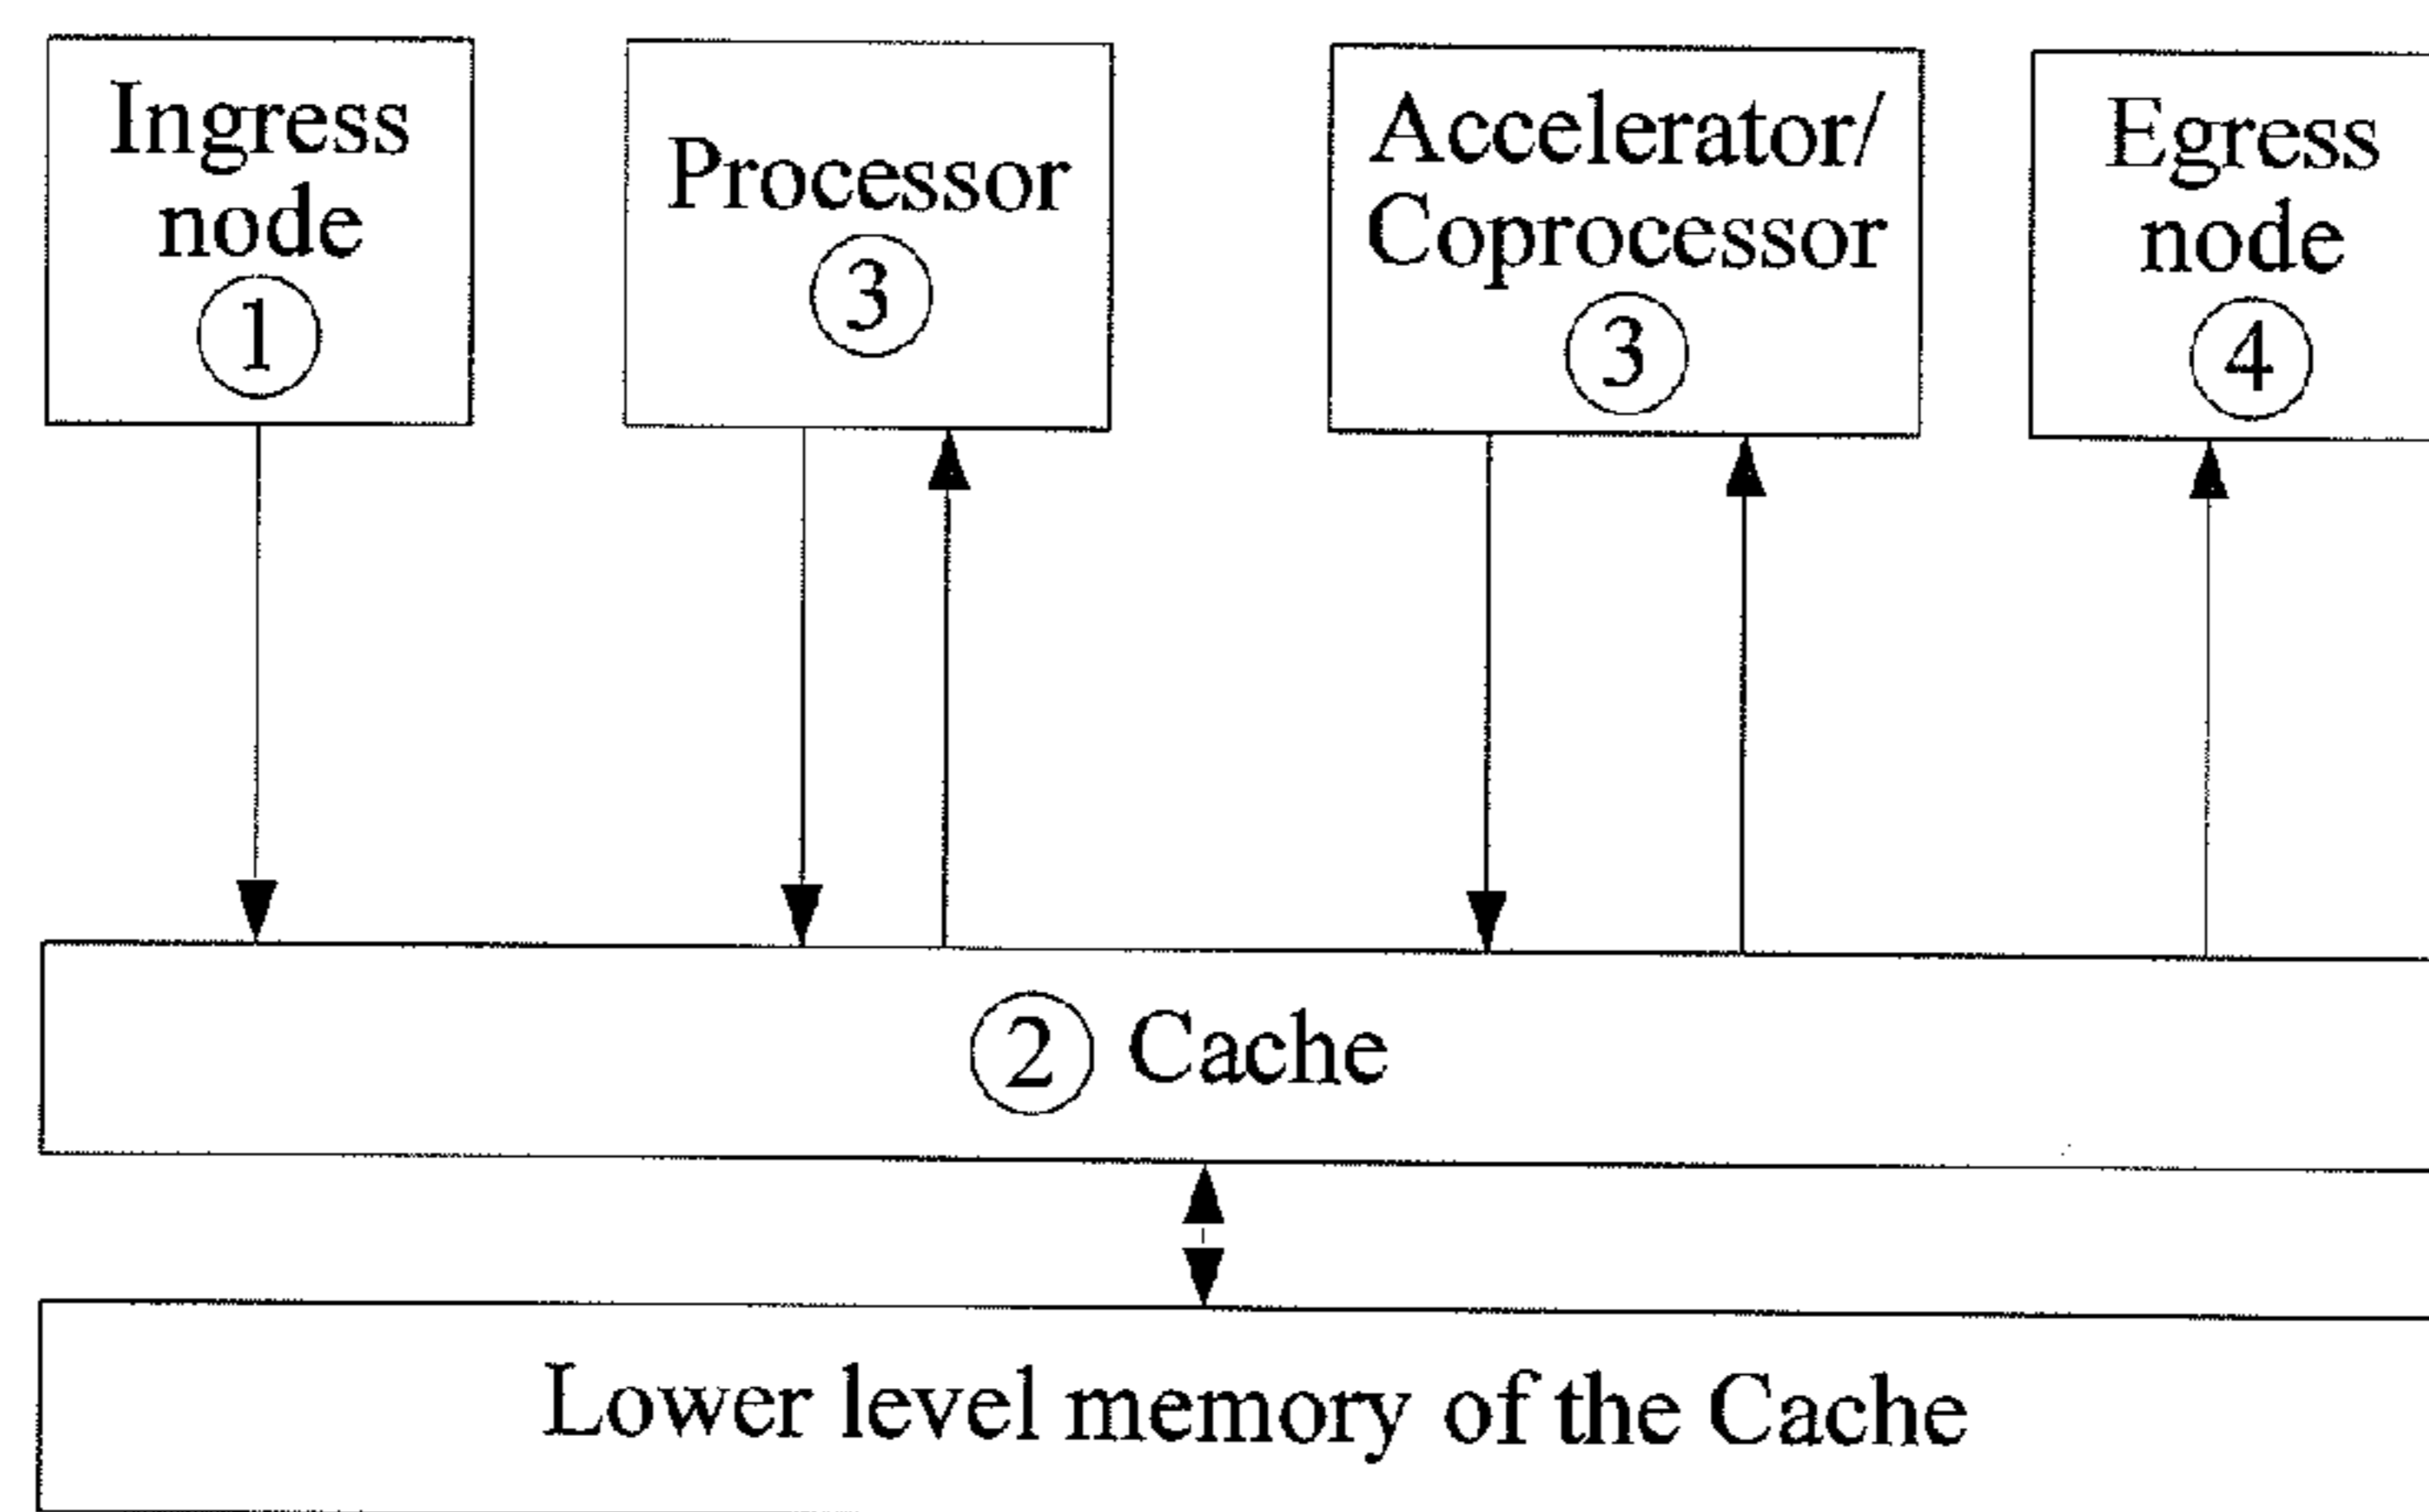 Ingress
node
①
Processor
③
Accelerator/
Coprocessor
③
Egress
node
④
② Cache
Lower level memory of the Cache